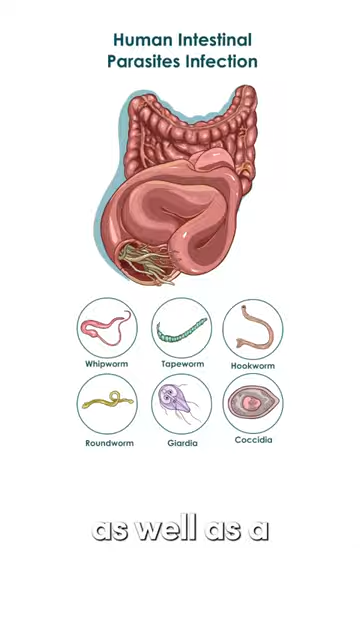 Human Intestinal
Parasites Infection
Whipworm
Tapeworm
Hookworm
Roundworm
Giardia
Coccidia
as well as a